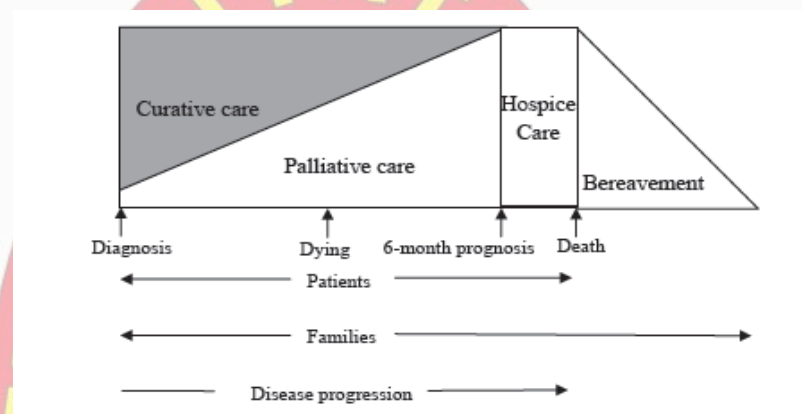 Curative care
Hospice
Care
Palliative care
Bereavement
Diagnosis
Dying
6-month prognosis
Death
Patients
Families
Disease progression